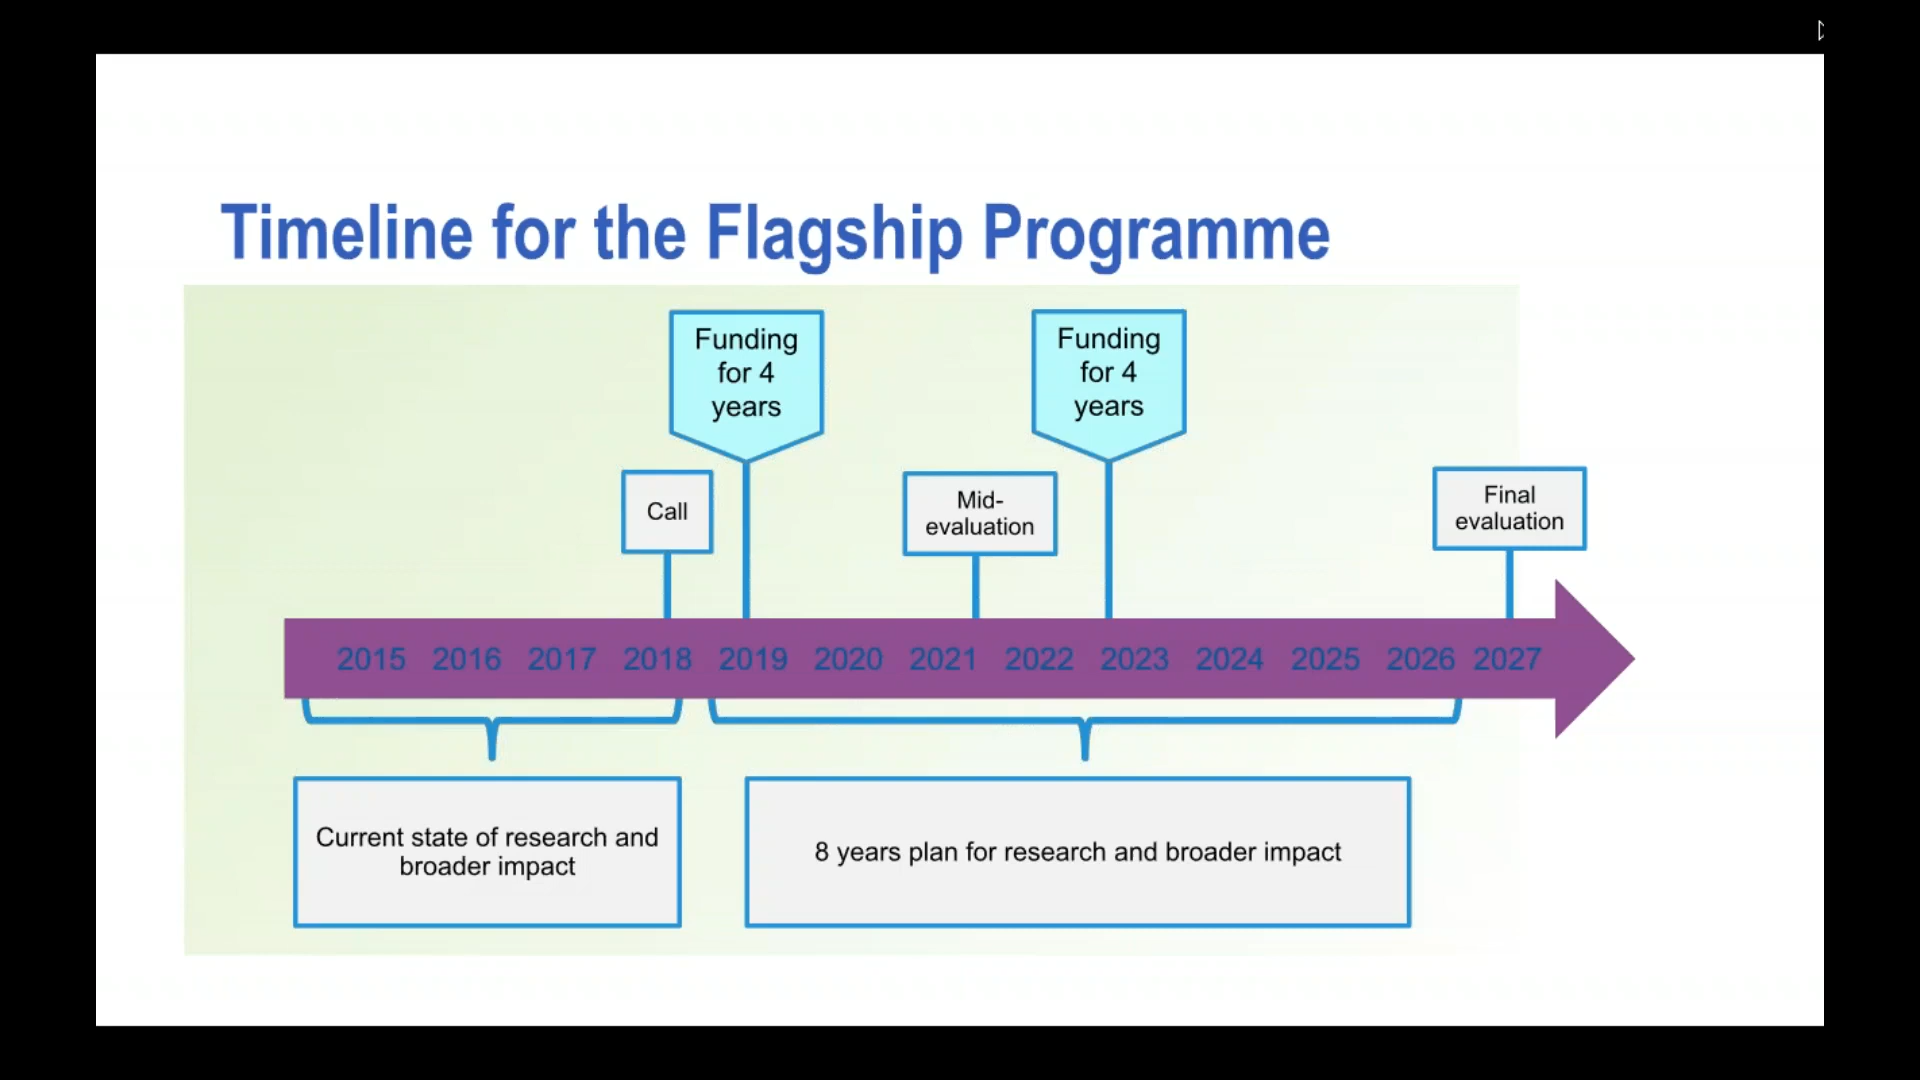 Timeline for the Flagship Programme
Funding
for 4
years
Funding
for 4
years
Call
Mid-
evaluation
Final
evaluation
2015 2016 2017 2018 2019 2020 2021 2022 2023 2024 2025 2026 2027
Current state of research and
broader impact
8 years plan for research and broader impact